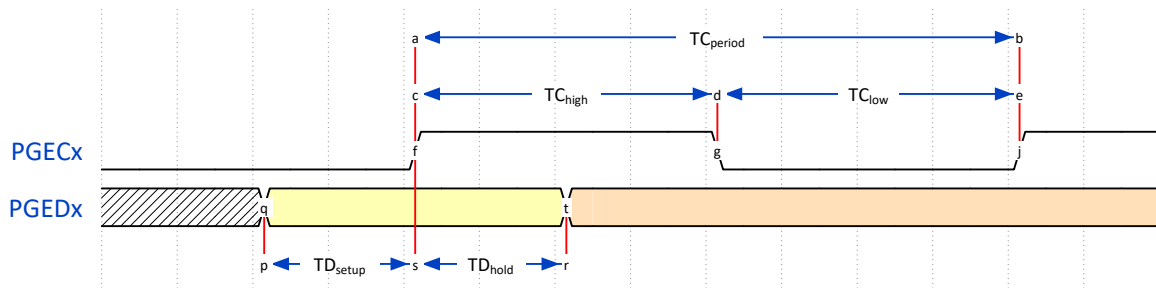 a TCperiod b
c TChigh d TClow e
PGECx f g j
PGEDx q t
p TDsetup s TDhold r